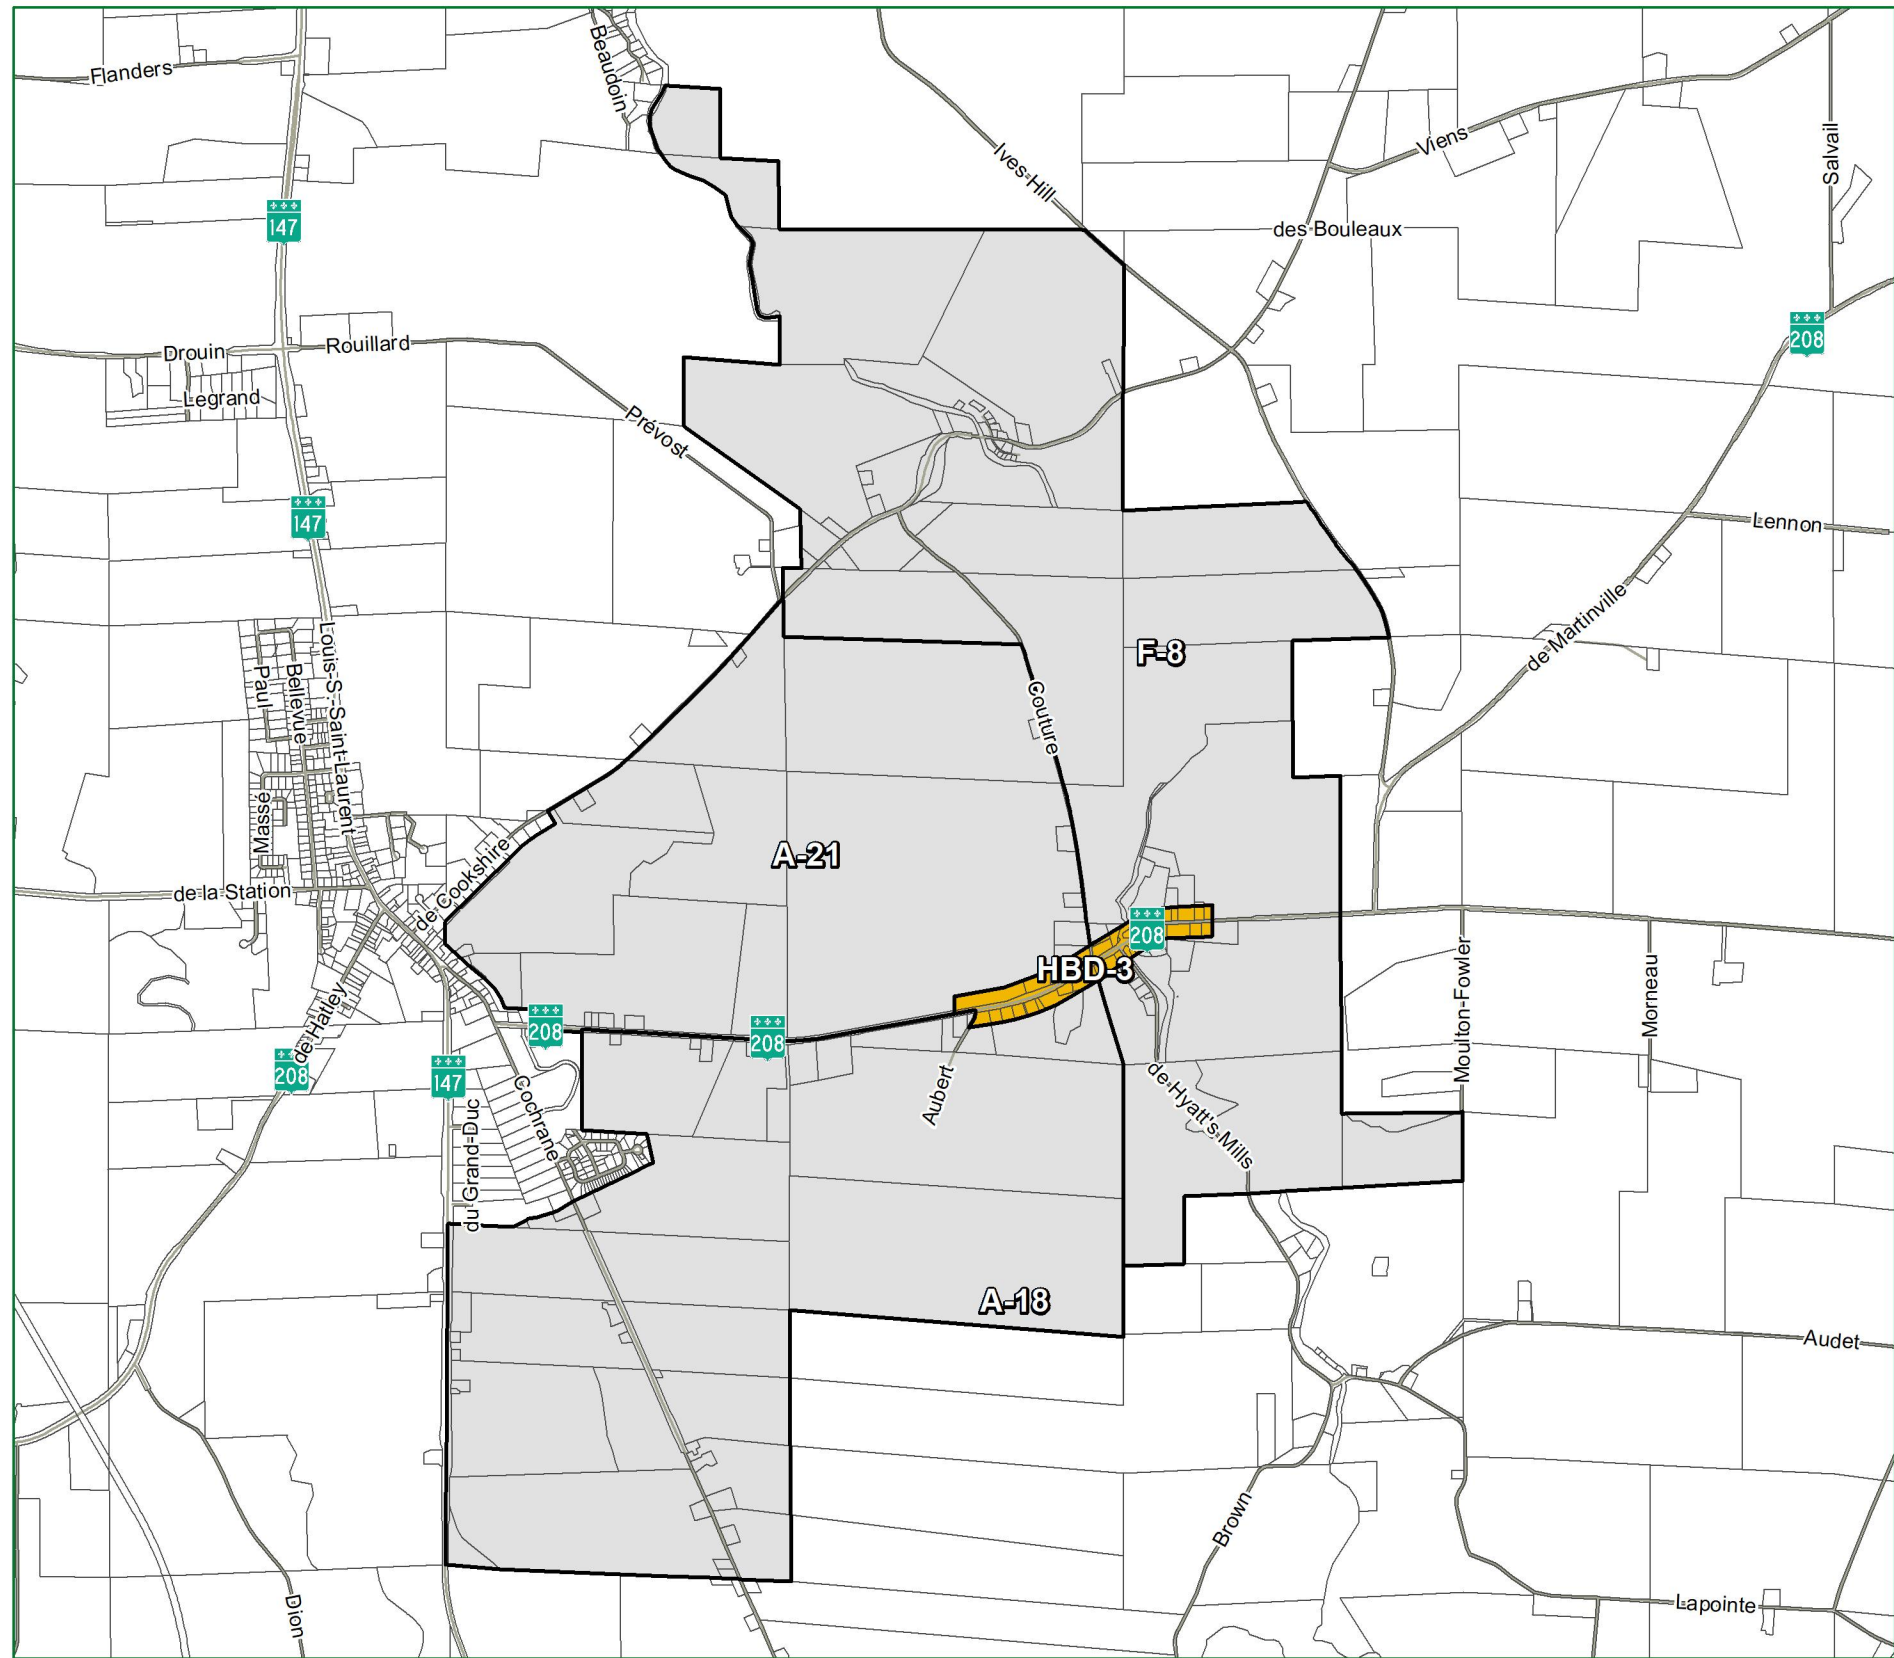 Beaudoin
Flanders
Ives-Hill
Viens
Salvail
147
des Bouleaux
208
Drouin
Rouillard
Legrand
Prévost
147
Lennon
de Martinville
Louis-S.-Saint-Laurent
Paul
Bellevue
F-8
Couture
Masse
A-21
de Cookshire
de la Station
208
HBD-3
Moulton-Fowler
Morneau
de Hatley
208
208
208
147
Cochrane
Aubert
de Hyatt's-Mills
du Grand-Duc
A-18
Audet
Brown
Dion
Lapointe